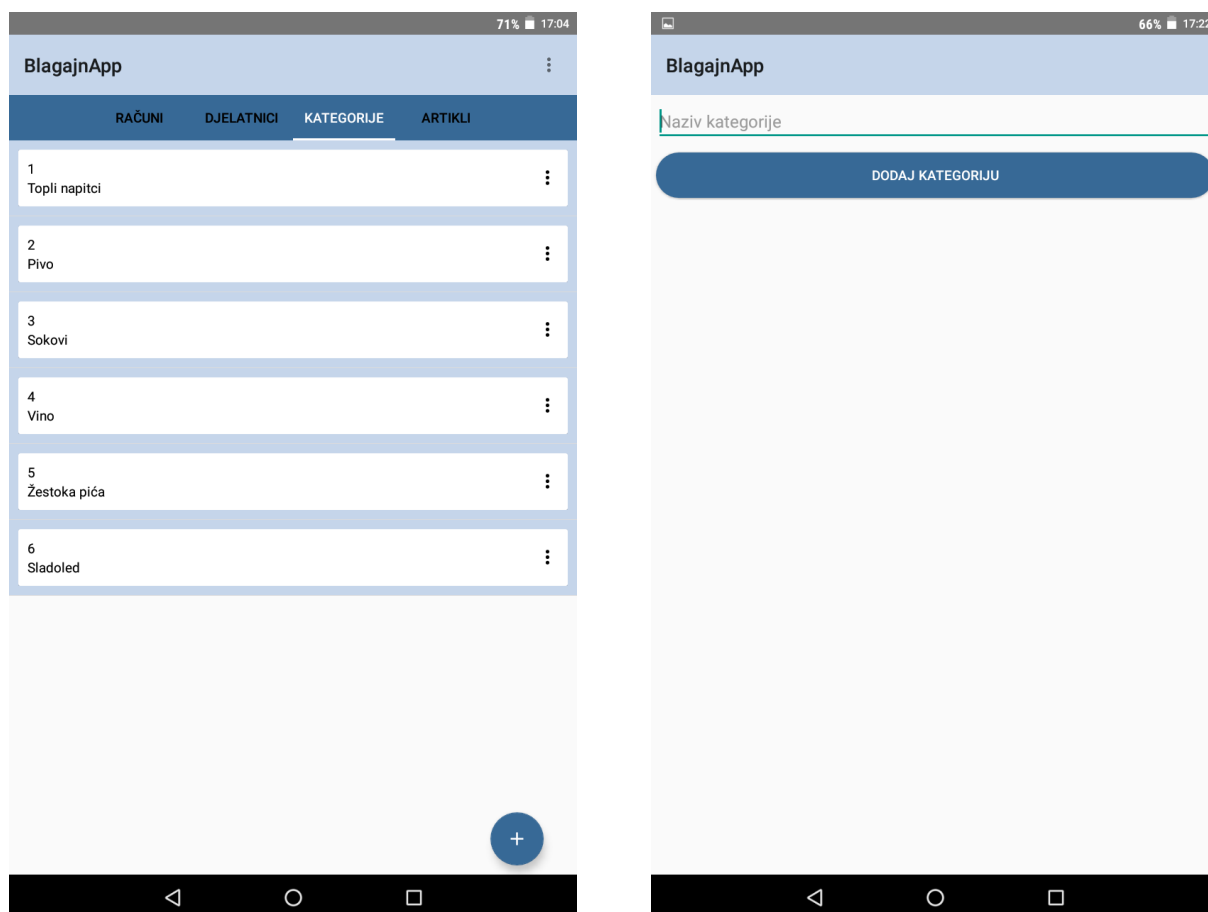 71% 17:04
BlagajnApp
RAČUNI DJELATNICI KATEGORIJE ARTIKLI
1
Topli napitci
2
Pivo
3
Sokovi
4
Vino
5
Žestoka pića
6
Sladoled
+
66% 17:22
BlagajnApp
Naziv kategorije
DODAJ KATEGORIJU